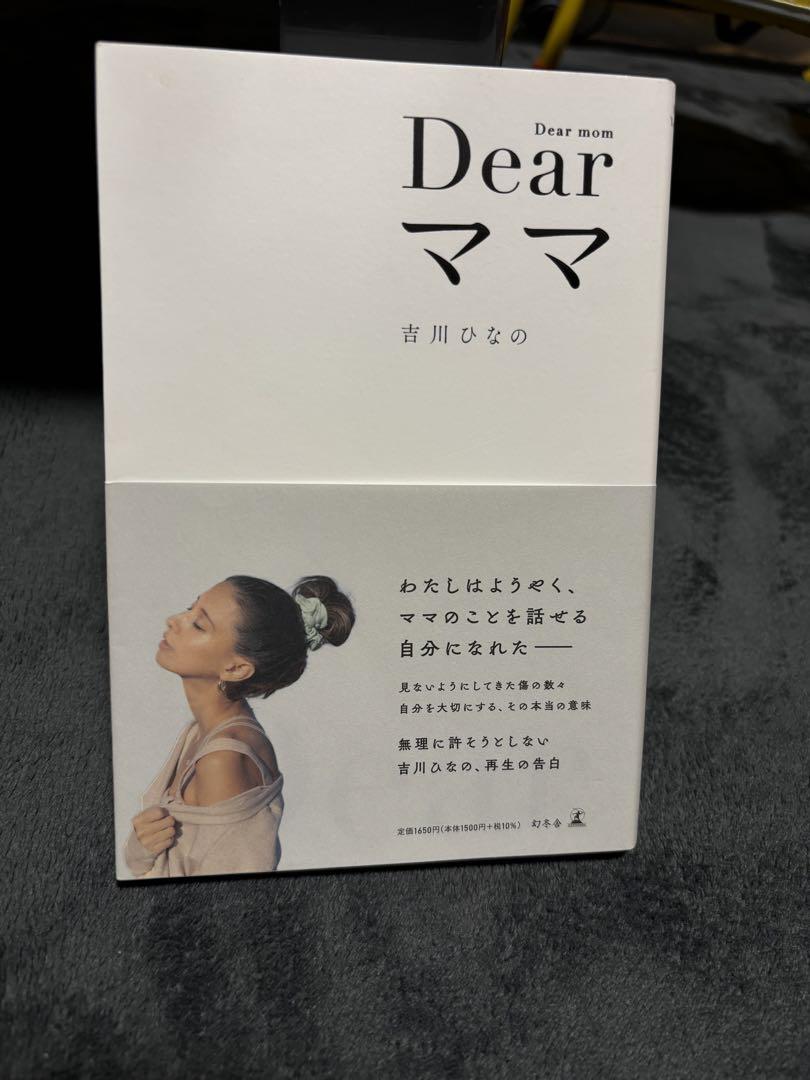 Dear mom
Dear
ママ
吉川ひなの
わたしはようやく、
ママのことを話せる
自分になれた——
見ないようにしてきた傷の数々
自分を大切にする、その本当の意味
無理に許そうとしない
吉川ひなの、再生の告白
定価1650円(本体1500円+税10%) 幻冬舎